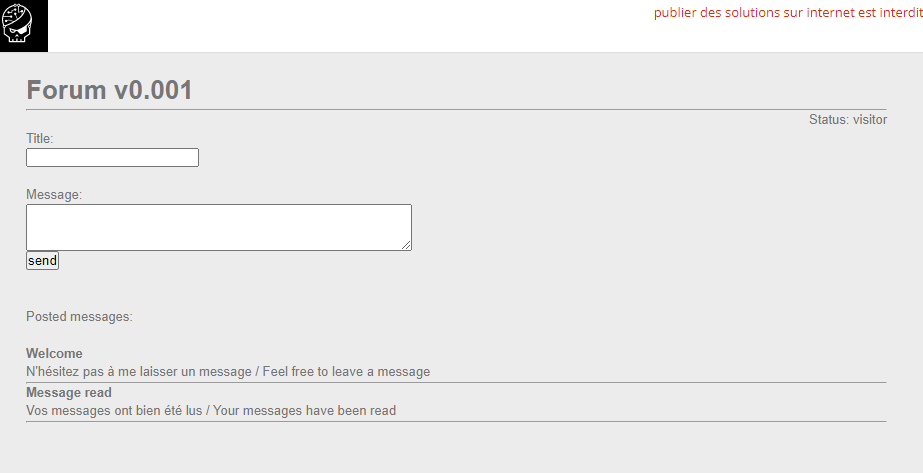 publier des solutions sur internet est interdit
Forum v0.001
Status: visitor
Title:
Message:
send
Posted messages:
Welcome
N'hésitez pas à me laisser un message / Feel free to leave a message
Message read
Vos messages ont bien été lus / Your messages have been read